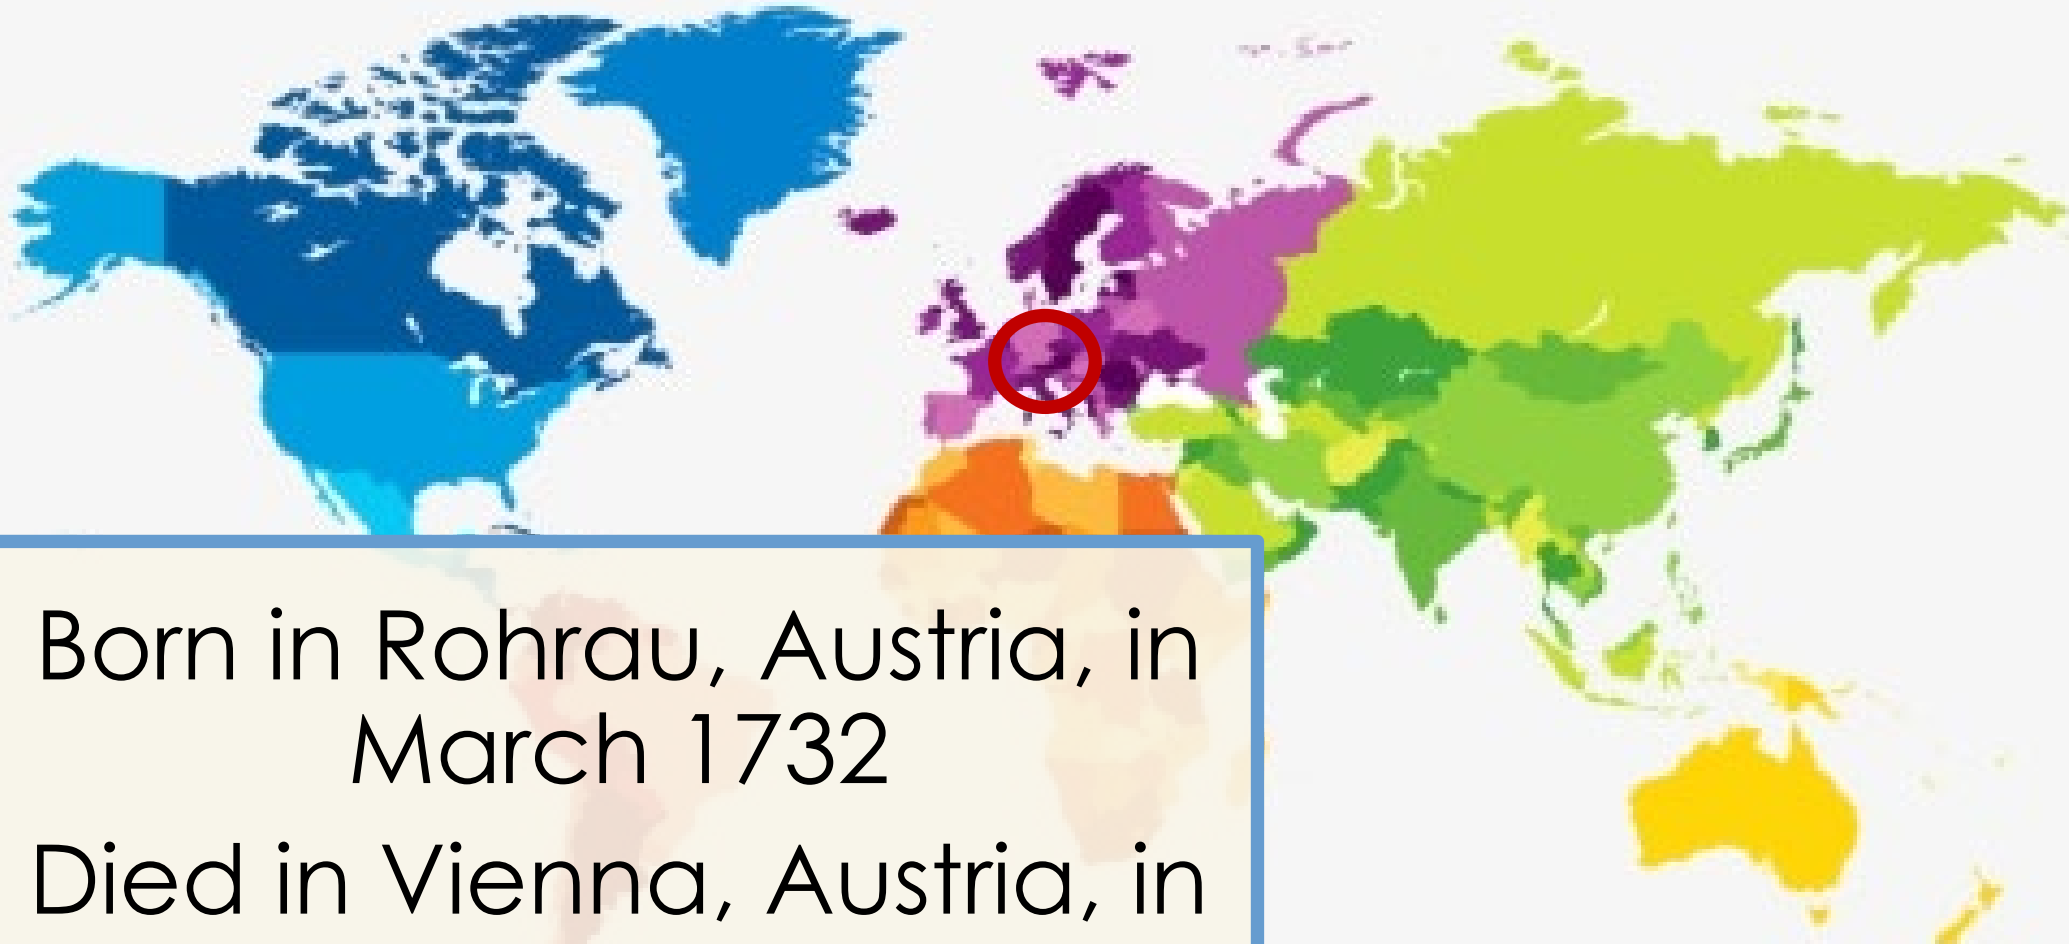 Born in Rohrau, Austria, in
March 1732
Died in Vienna, Austria, in